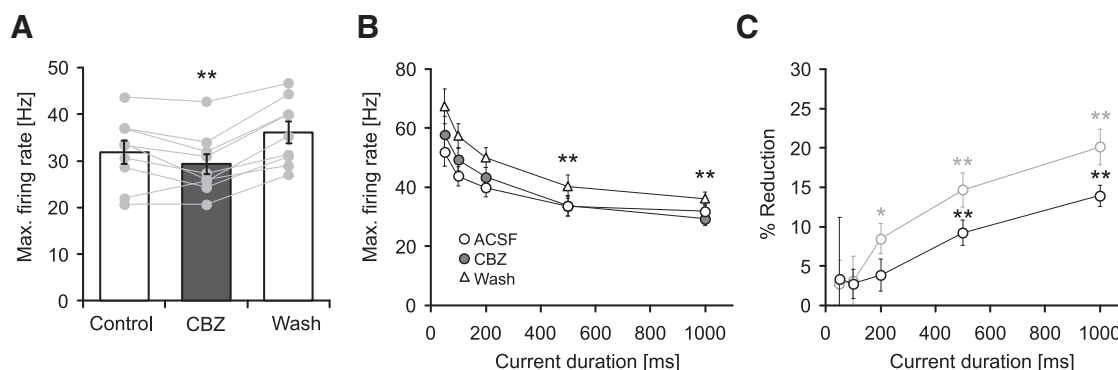 A
Max. firing rate [Hz]
50
40
30
20
10
0
**
Control
CBZ
Wash
B
Max. firing rate [Hz]
80
60
40
20
0
**
**
ACSF
CBZ
Wash
0
200
400
600
800
1000
Current duration [ms]
C
% Reduction
30
25
20
15
10
5
0
*
**
**
**
**
0
200
400
600
800
1000
Current duration [ms]